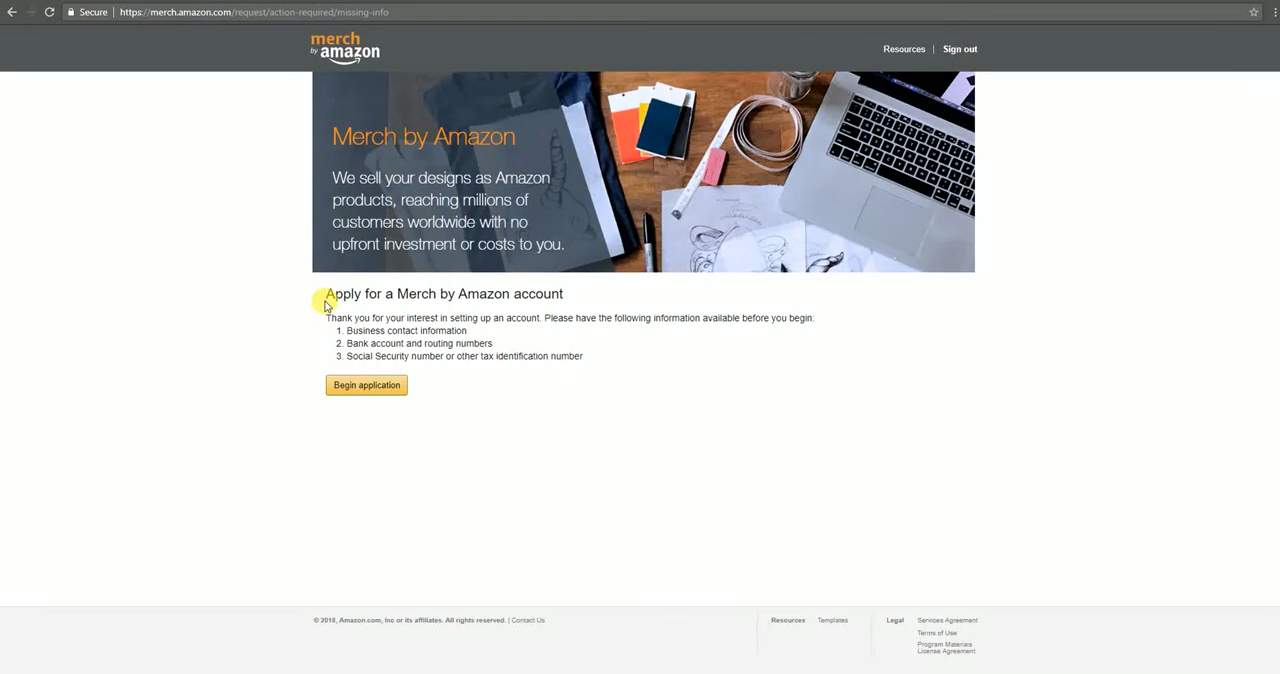 Secure
https://merch.amazon.com/request/action-required/missing-info
merch
by amazon
Resources | Sign out
Merch by Amazon
We sell your designs as Amazon
products, reaching millions of
customers worldwide with no
upfront investment or costs to you.
Apply for a Merch by Amazon account
Thank you for your interest in setting up an account. Please have the following information available before you begin:
1. Business contact information
2. Bank account and routing numbers
3. Social Security number or other tax identification number
Begin application
© 2018, Amazon.com, Inc or its affiliates. All rights reserved. | Contact Us
Resources
Templates
Legal
Services Agreement
Terms of Use
Program Materials
License Agreement